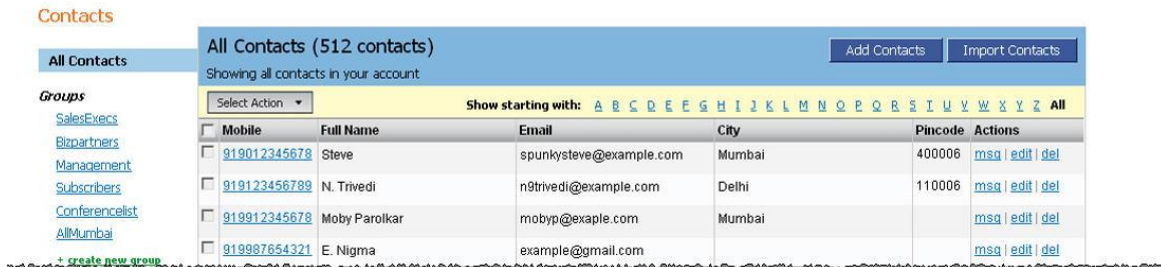 Contacts
All Contacts
Groups
SalesExecs
Bizpartners
Management
Subscribers
Conferencelist
AllMumbai
+ create new group
All Contacts (512 contacts)
Showing all contacts in your account
Add Contacts Import Contacts
Select Action Show starting with: A B C D E F G H I J K L M N O P Q R S T U V W X Y Z All
Mobile Full Name Email City Pincode Actions
919012345678 Steve spunkysteve@example.com Mumbai 400006 msg | edit | del
919123456789 N. Trivedi n9trivedi@example.com Delhi 110006 msg | edit | del
919912345678 Moby Parolkar mobyp@exaple.com Mumbai msg | edit | del
919987654321 E. Nigma example@gmail.com msg | edit | del